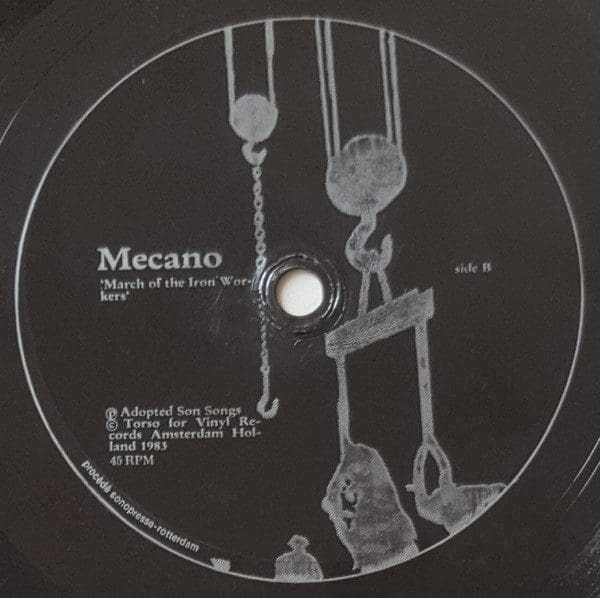 Mecano
'March of the Iron Wor-
kers'
side B
℗ Adopted Son Songs
© Torso for Vinyl Re-
cords Amsterdam Hol-
land 1983
45 RPM
procédé sonopresse-rotterdam